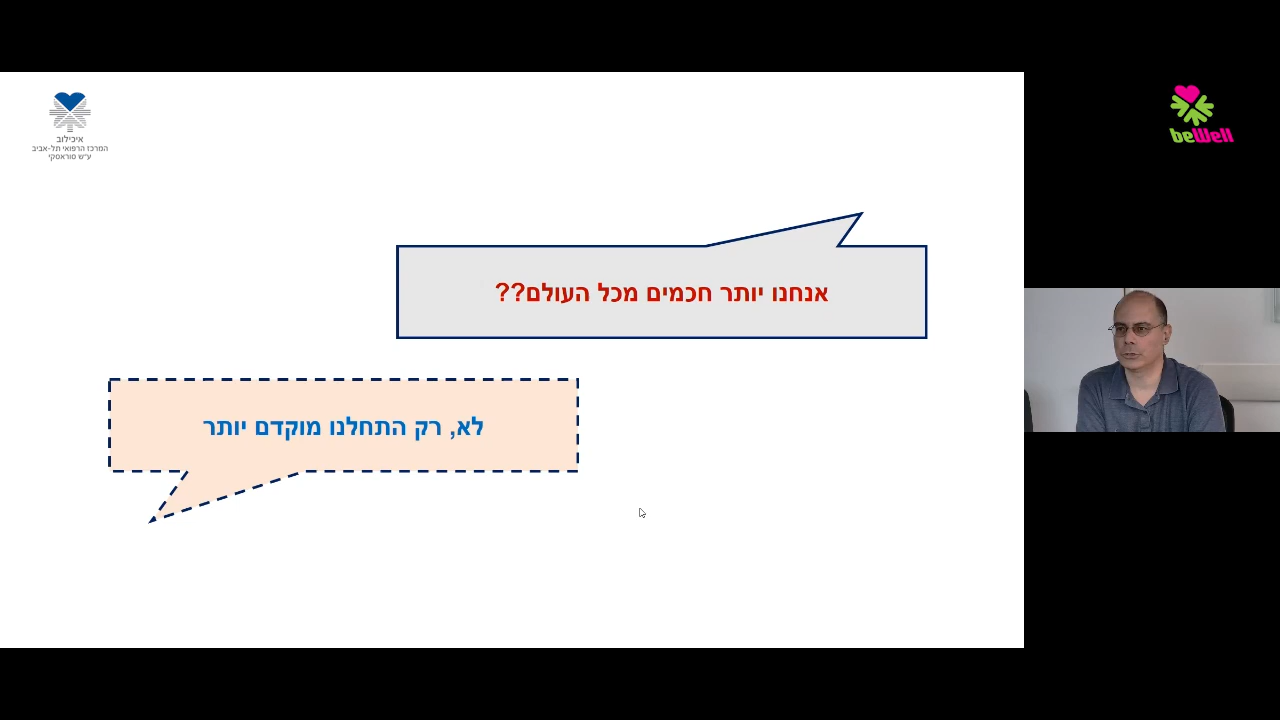 איכילוב
המרכז הרפואי תל-אביב
ע״ש סוראסקי
beWell
אנחנו יותר חכמים מכל העולם??
לא, רק התחלנו מוקדם יותר